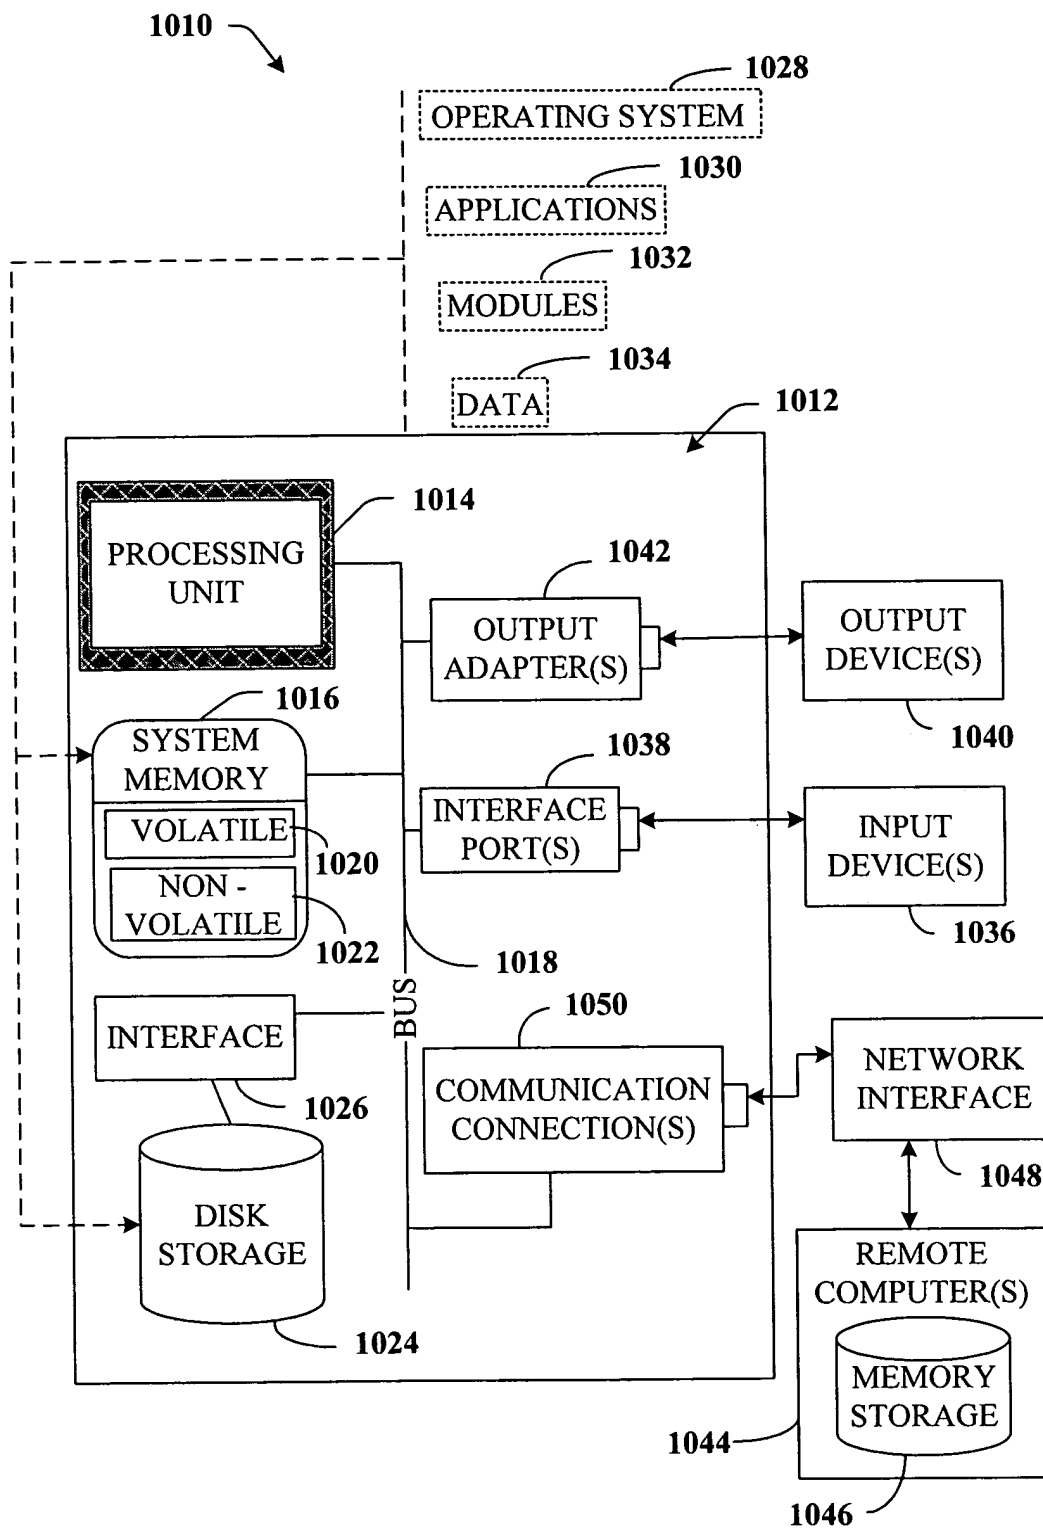 1010
1028
OPERATING SYSTEM
1030
APPLICATIONS
1032
MODULES
1034
DATA
1012
1014
PROCESSING
UNIT
1042
OUTPUT
ADAPTER(S)
OUTPUT
DEVICE(S)
1040
1016
SYSTEM
MEMORY
VOLATILE
1020
NON -
VOLATILE
1022
1038
INTERFACE
PORT(S)
INPUT
DEVICE(S)
1036
1018
BUS
INTERFACE
1026
1050
COMMUNICATION
CONNECTION(S)
NETWORK
INTERFACE
1048
DISK
STORAGE
1024
REMOTE
COMPUTER(S)
MEMORY
STORAGE
1044
1046